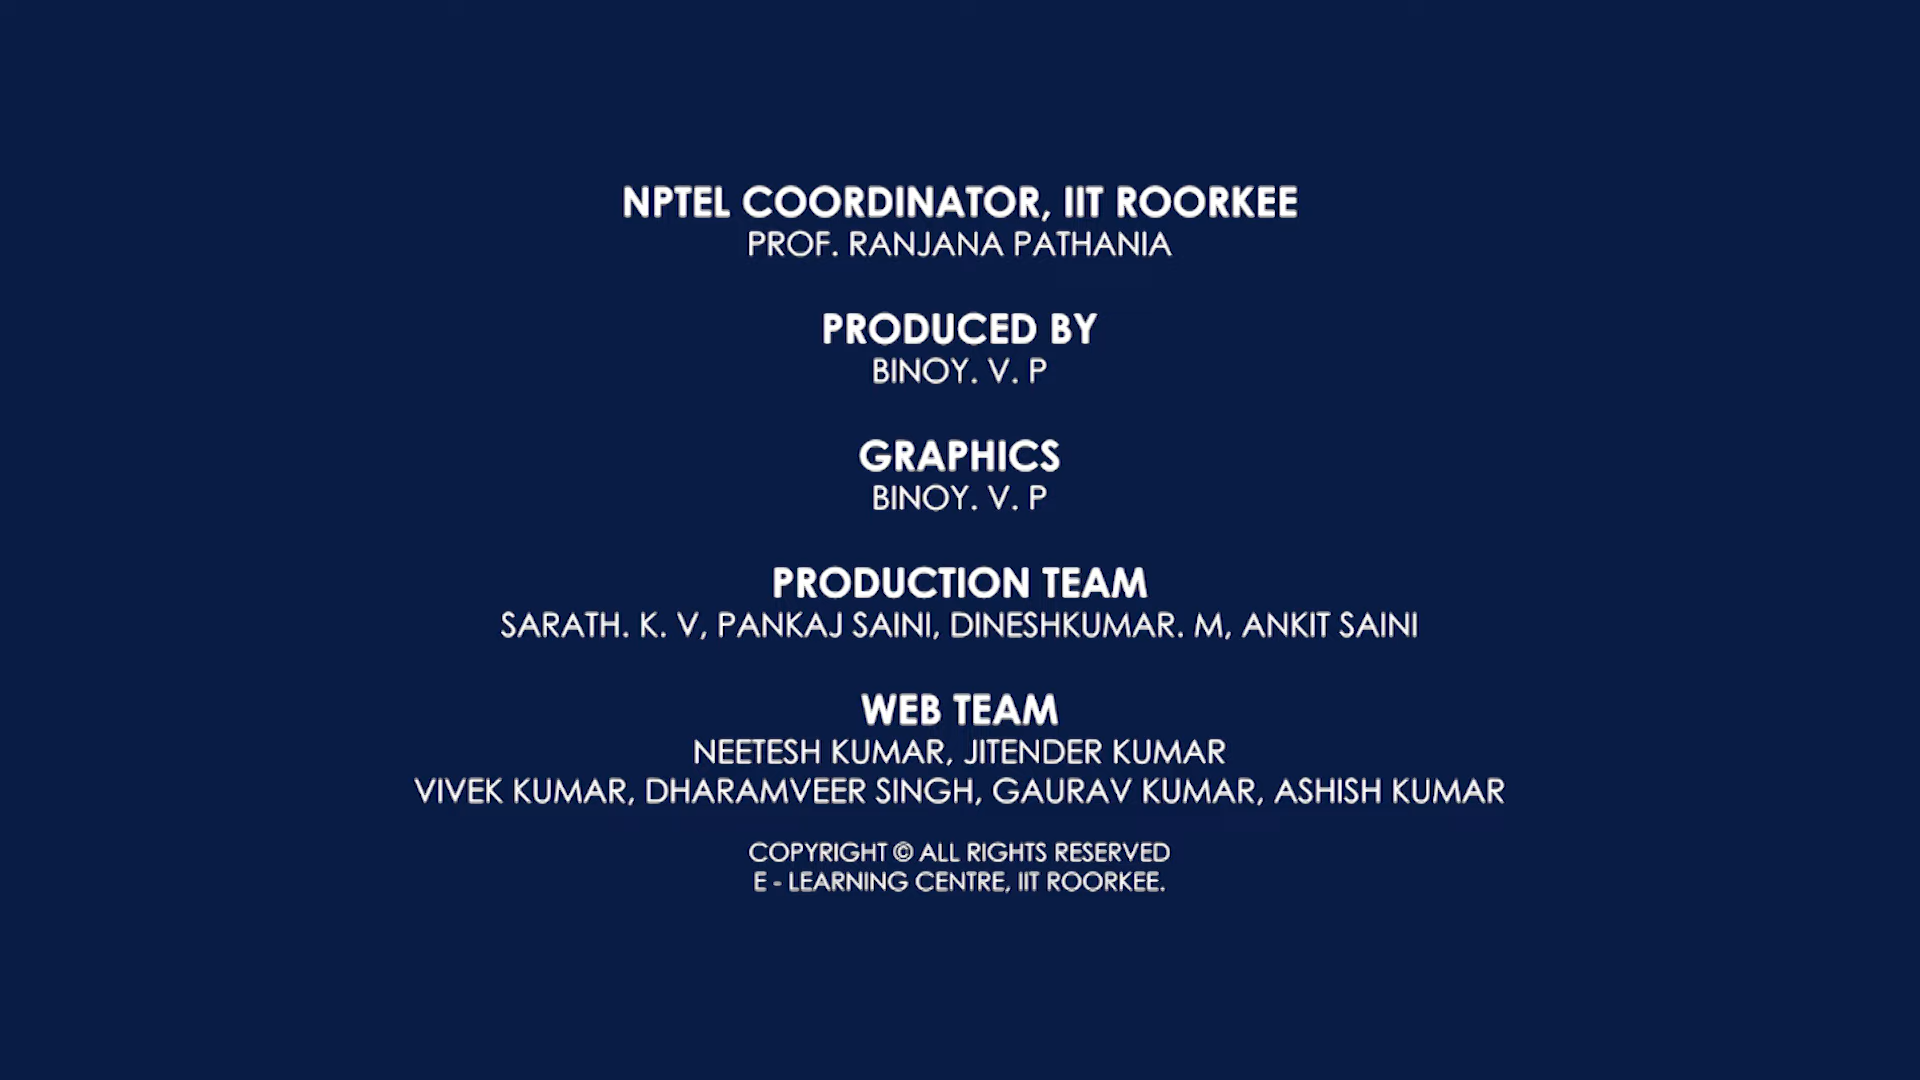 NPTEL COORDINATOR, IIT ROORKEE
PROF. RANJANA PATHANIA
PRODUCED BY
BINOY. V. P
GRAPHICS
BINOY. V. P
PRODUCTION TEAM
SARATH. K. V, PANKAJ SAINI, DINESHKUMAR. M, ANKIT SAINI
WEB TEAM
NEETESH KUMAR, JITENDER KUMAR
VIVEK KUMAR, DHARAMVEER SINGH, GAURAV KUMAR, ASHISH KUMAR
COPYRIGHT © ALL RIGHTS RESERVED
E - LEARNING CENTRE, IIT ROORKEE.